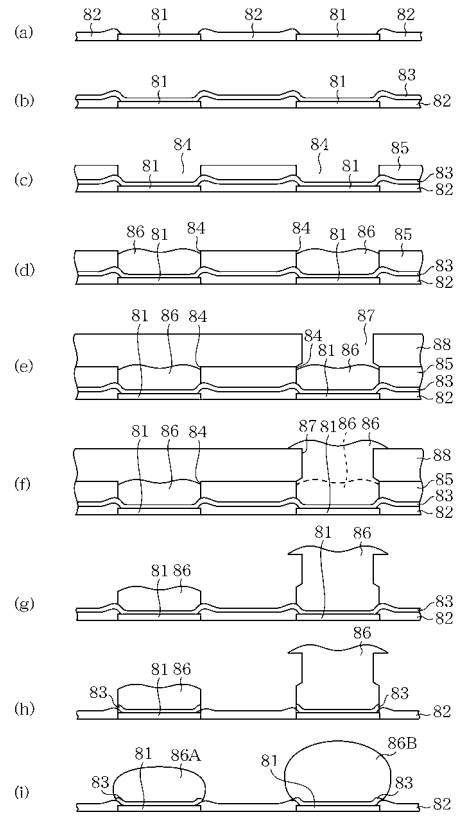 82 81 82 81 82
(a)
81 81 83
(b) 82
84 84 85
81 81
(c) 83
82
86 81 84 84 81 86 85
(d) 83
82
87
81 86 84 84 86 81 88
(e) 85
83
82
81 86 84 87 81 86 86
88
(f) 85
83
82
81 86
81 86
(g) 83
82
86
81 86
83 83
(h) 82
81 86A 81 86B
83 83
(i) 82